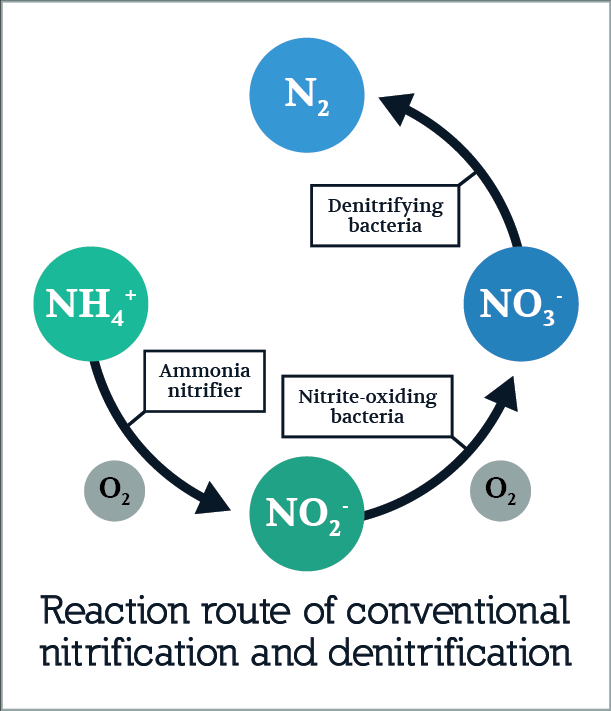 N₂
Denitrifying
bacteria
NH₄⁺
NO₃⁻
Ammonia
nitrifier
Nitrite-oxiding
bacteria
O₂
NO₂⁻
O₂
Reaction route of conventional
nitrification and denitrification